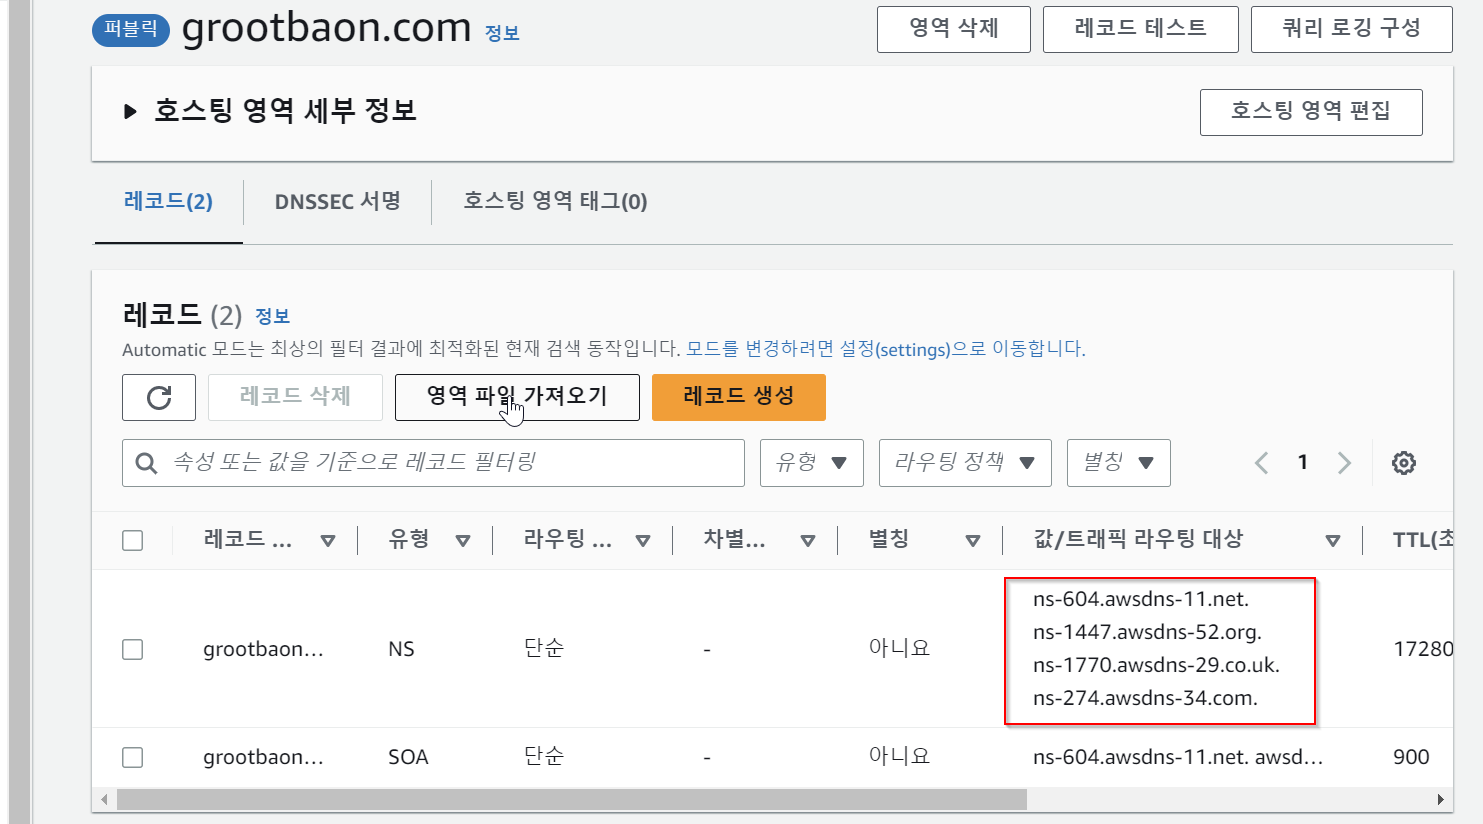 퍼블릭 grootbaon.com 정보
영역 삭제 레코드 테스트 쿼리 로깅 구성
호스팅 영역 세부 정보 호스팅 영역 편집
레코드(2) DNSSEC 서명 호스팅 영역 태그(0)
레코드 (2) 정보
Automatic 모드는 최상의 필터 결과에 최적화된 현재 검색 동작입니다. 모드를 변경하려면 설정(settings)으로 이동합니다.
레코드 삭제 영역 파일 가져오기 레코드 생성
속성 또는 값을 기준으로 레코드 필터링 유형 라우팅 정책 별칭 1
레코드 ... 유형 라우팅 ... 차별... 별칭 값/트래픽 라우팅 대상 TTL(초
ns-604.awsdns-11.net.
ns-1447.awsdns-52.org.
grootbaon... NS 단순 - 아니요 ns-1770.awsdns-29.co.uk. 17280
ns-274.awsdns-34.com.
grootbaon... SOA 단순 - 아니요 ns-604.awsdns-11.net. awsd... 900